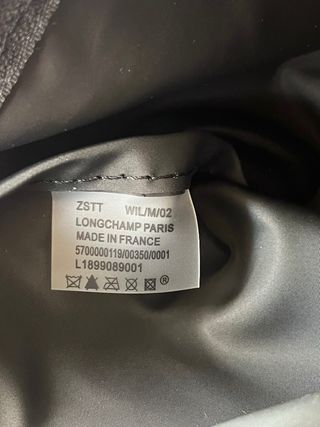 ZSTT WIL/M/02
LONGCHAMP PARIS
MADE IN FRANCE
5700000119/00350/0001
L1899089001
®